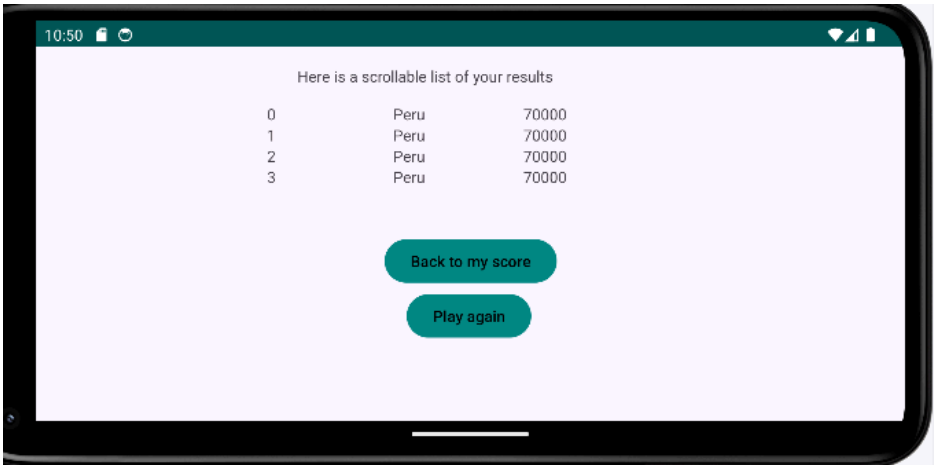 10:50
Here is a scrollable list of your results
0 Peru 70000
1 Peru 70000
2 Peru 70000
3 Peru 70000
Back to my score
Play again